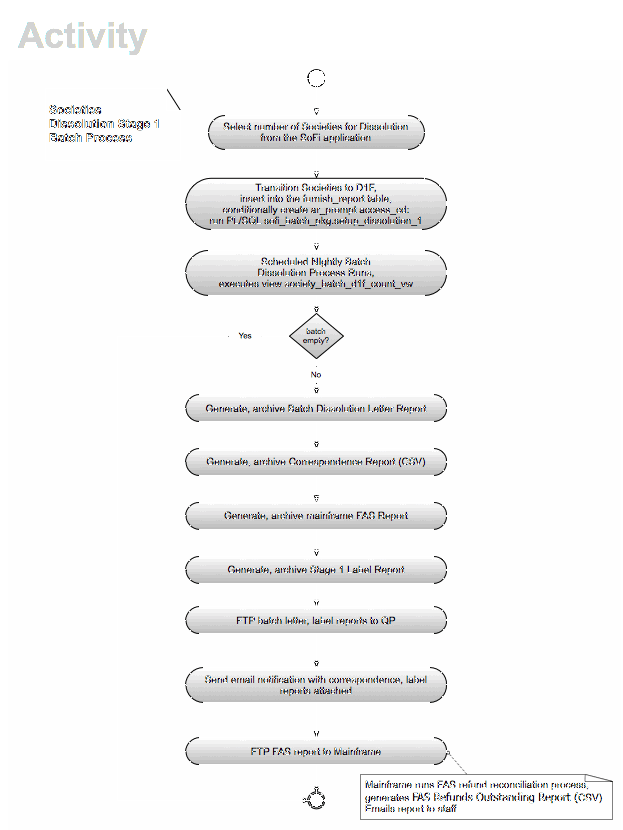 Activity
Societies
Dissolution Stage 1
Batch Process
Select number of Societies for Dissolution
from the SoFi application
Transition Societies to D1F,
insert into the furnish_report table,
conditionally create ar_prompt access_cd:
run PL/SQL sofi_batch_pkg.setup_dissolution_1
Scheduled Nightly Batch
Dissolution Process Runs,
executes view society_batch_d1f_count_vw
batch
empty?
Yes
No
Generate, archive Batch Dissolution Letter Report
Generate, archive Correspondence Report (CSV)
Generate, archive mainframe FAS Report
Generate, archive Stage 1 Label Report
FTP batch letter, label reports to QP
Send email notification with correspondence, label
reports attached
FTP FAS report to Mainframe
Mainframe runs FAS refund reconciliation process,
generates FAS Refunds Outstanding Report (CSV)
Emails report to staff